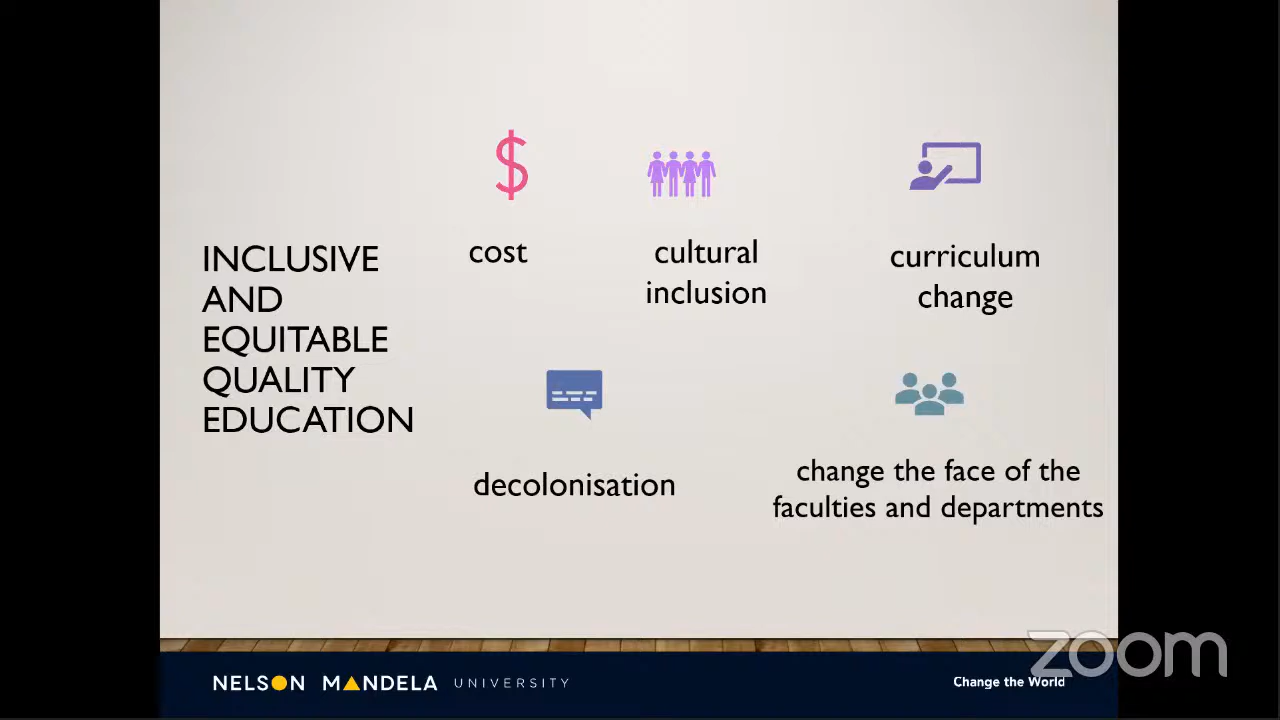 INCLUSIVE
AND
EQUITABLE
QUALITY
EDUCATION
$
cost
cultural
inclusion
curriculum
change
decolonisation
change the face of the
faculties and departments
NELSON MANDELA UNIVERSITY
Change the World
zoom